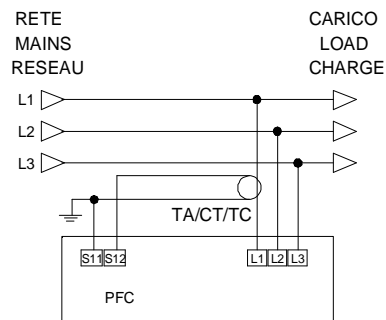 RETE
MAINS
RESEAU
CARICO
LOAD
CHARGE
L1
L2
L3
TA/CT/TC
S11 S12 L1 L2 L3
PFC